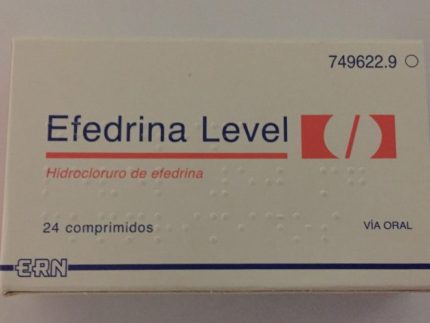 749622.9
Efedrina Level
Hidrocloruro de efedrina
24 comprimidos
VÍA ORAL
ERN